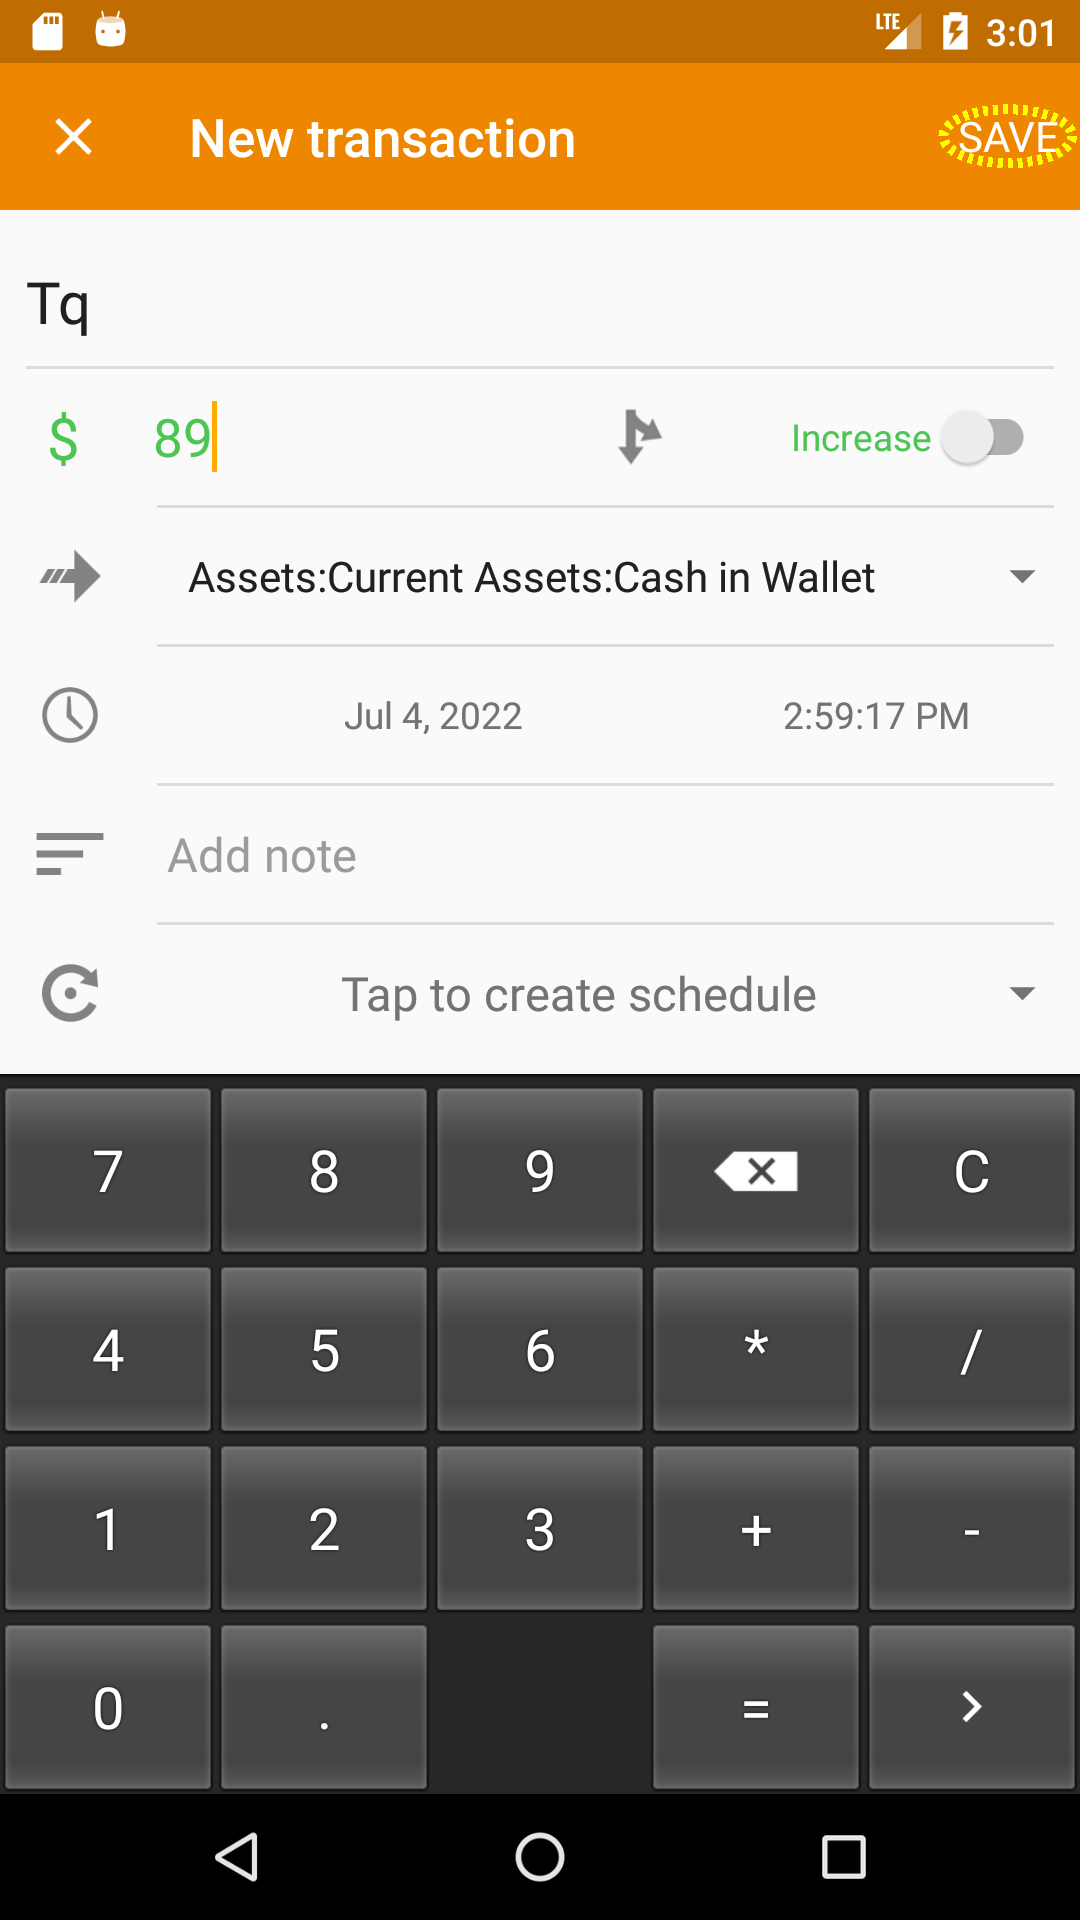 LTE 3:01
New transaction SAVE
Tq
$ 89 Increase
Assets:Current Assets:Cash in Wallet
Jul 4, 2022 2:59:17 PM
Add note
Tap to create schedule
7 8 9 C
4 5 6 * /
1 2 3 + -
0 . = >